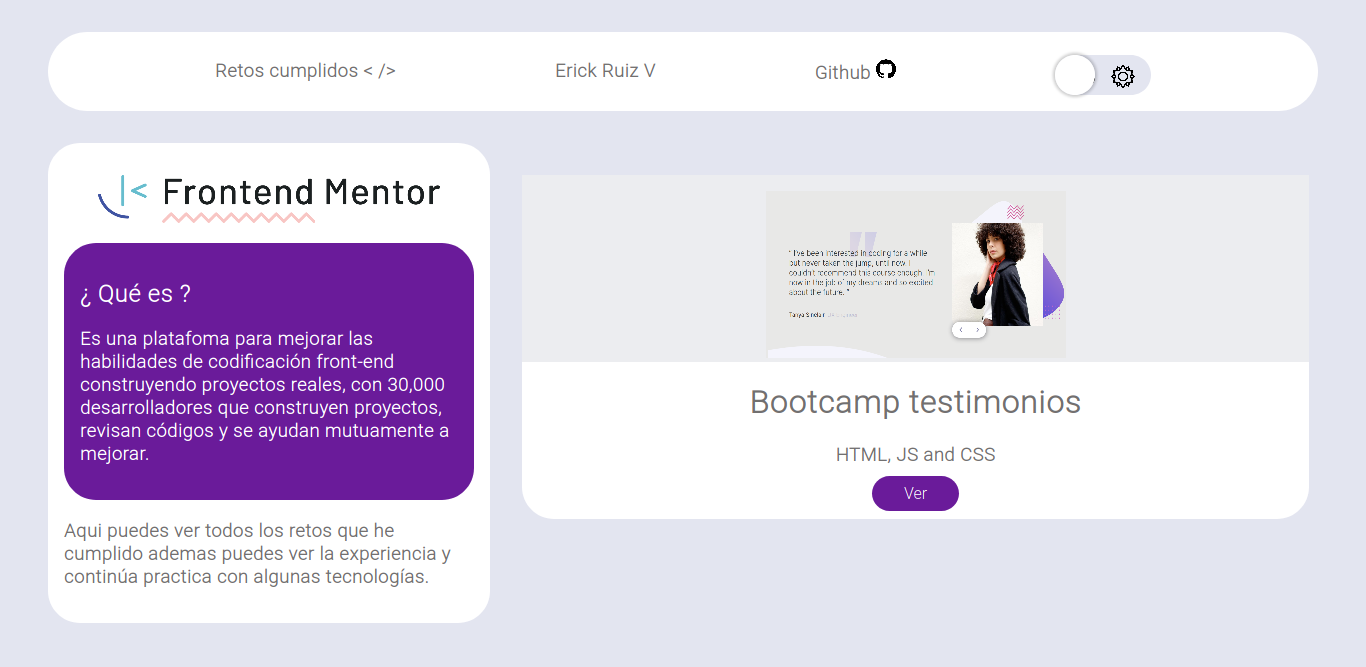 Retos cumplidos < />
Erick Ruiz V
Github
Frontend Mentor
¿ Qué es ?
Es una platafoma para mejorar las
habilidades de codificación front-end
construyendo proyectos reales, con 30,000
desarrolladores que construyen proyectos,
revisan códigos y se ayudan mutuamente a
mejorar.
Aqui puedes ver todos los retos que he
cumplido ademas puedes ver la experiencia y
continúa practica con algunas tecnologías.
“ I've been interested in coding for a while
but never taken the jump, until now. I
couldn't recommend this course enough. I'm
now in the job of my dreams and so excited
about the future. ”
Tanya Sinclair
Bootcamp testimonios
HTML, JS and CSS
Ver